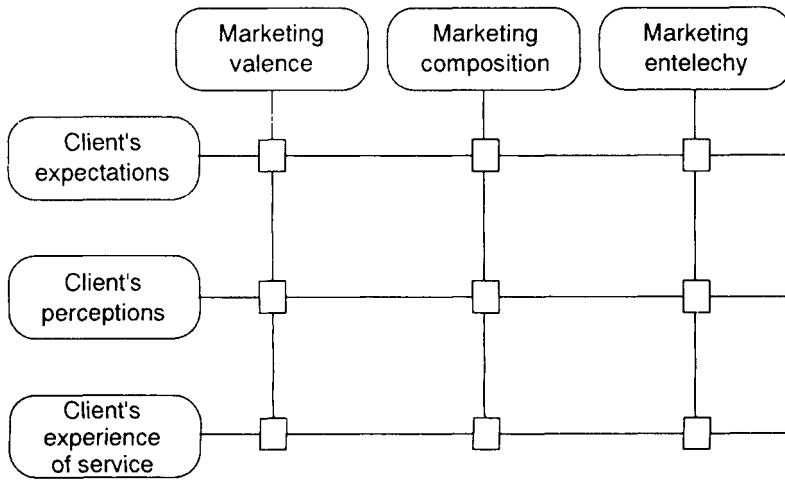 Marketing
valence
Marketing
composition
Marketing
entelechy
Client's
expectations
Client's
perceptions
Client's
experience
of service